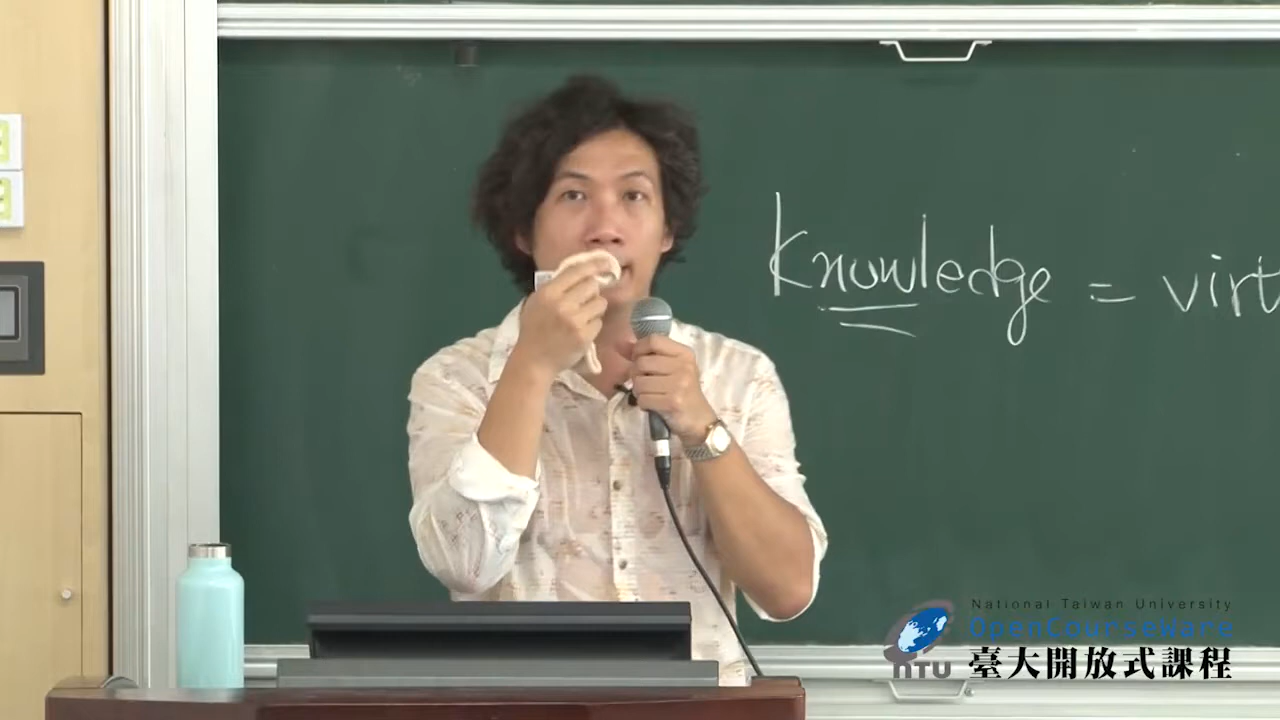 Knowledge = virt
National Taiwan University
OpenCourseWare
NTU
臺大開放式課程